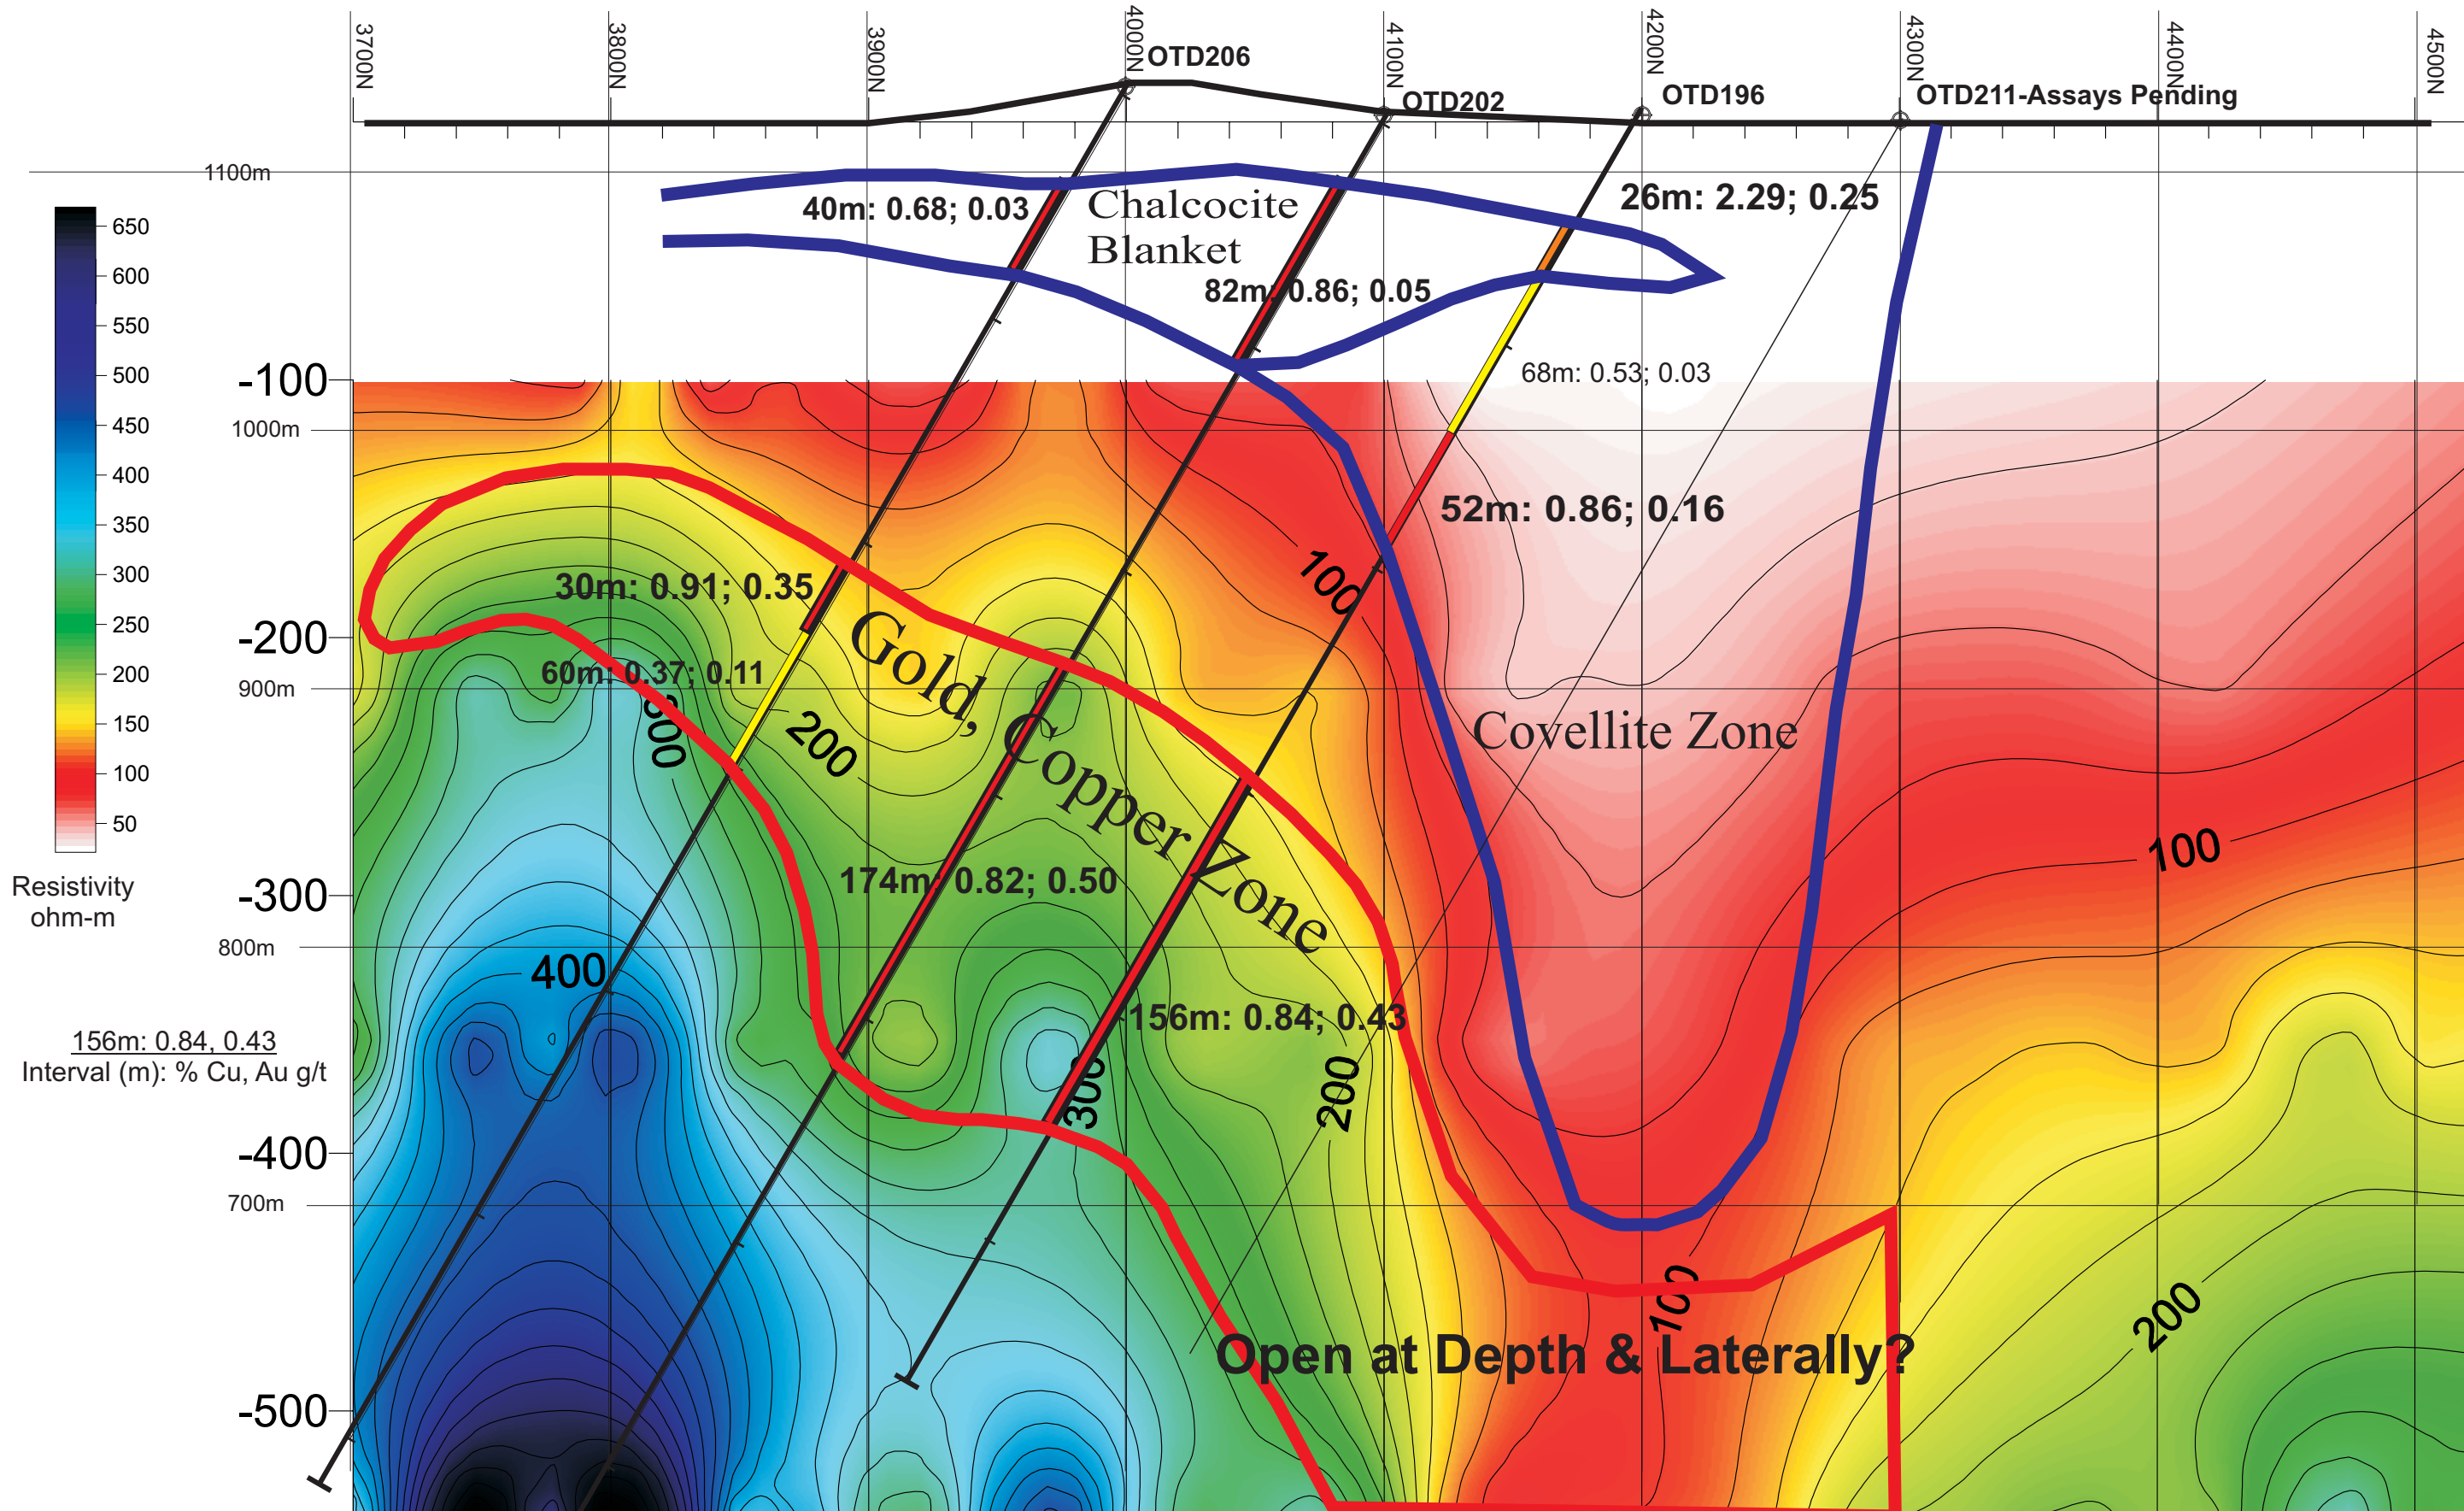 3700N
3800N
3900N
4000N
4100N
4200N
4300N
4400N
4500N
OTD206
OTD202
OTD196
OTD211-Assays Pending
1100m
40m: 0.68; 0.03
Chalcocite
Blanket
26m: 2.29; 0.25
82m: 0.86; 0.05
68m: 0.53; 0.03
650
600
550
500
450
400
350
300
250
200
150
100
50
Resistivity
ohm-m
156m: 0.84, 0.43
Interval (m): % Cu, Au g/t
-100
1000m
-200
900m
-300
800m
-400
700m
-500
52m: 0.86; 0.16
100
30m: 0.91; 0.35
60m: 0.37; 0.11
300
200
Gold, Copper Zone
Covellite Zone
100
174m: 0.82; 0.50
400
156m: 0.84; 0.43
300
200
100
200
Open at Depth & Laterally?